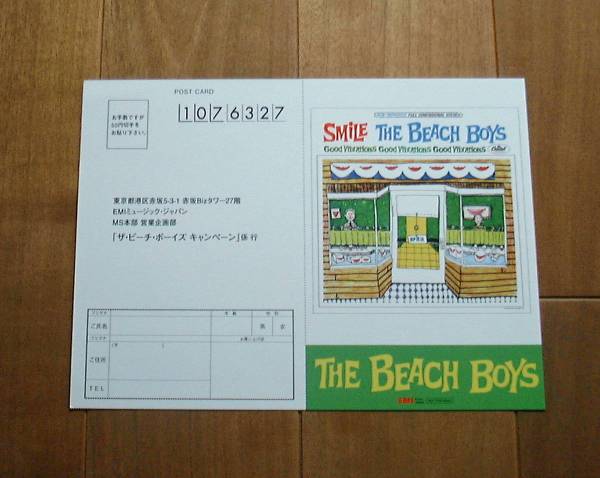 POST CARD
お手数ですが
50円切手を
お貼り下さい。
1076327
東京都港区赤坂5-3-1 赤坂Bizタワー27階
EMIミュージック・ジャパン
MS本部 営業企画部
「ザ・ビーチ・ボーイズ キャンペーン」係 行
ご氏名
男 女
ご住所
TEL
SMiLE THE BEACH BOYS
Good Vibrations Good Vibrations Good Vibrations
Capitol
OPEN
THE BEACH BOYS
EMI